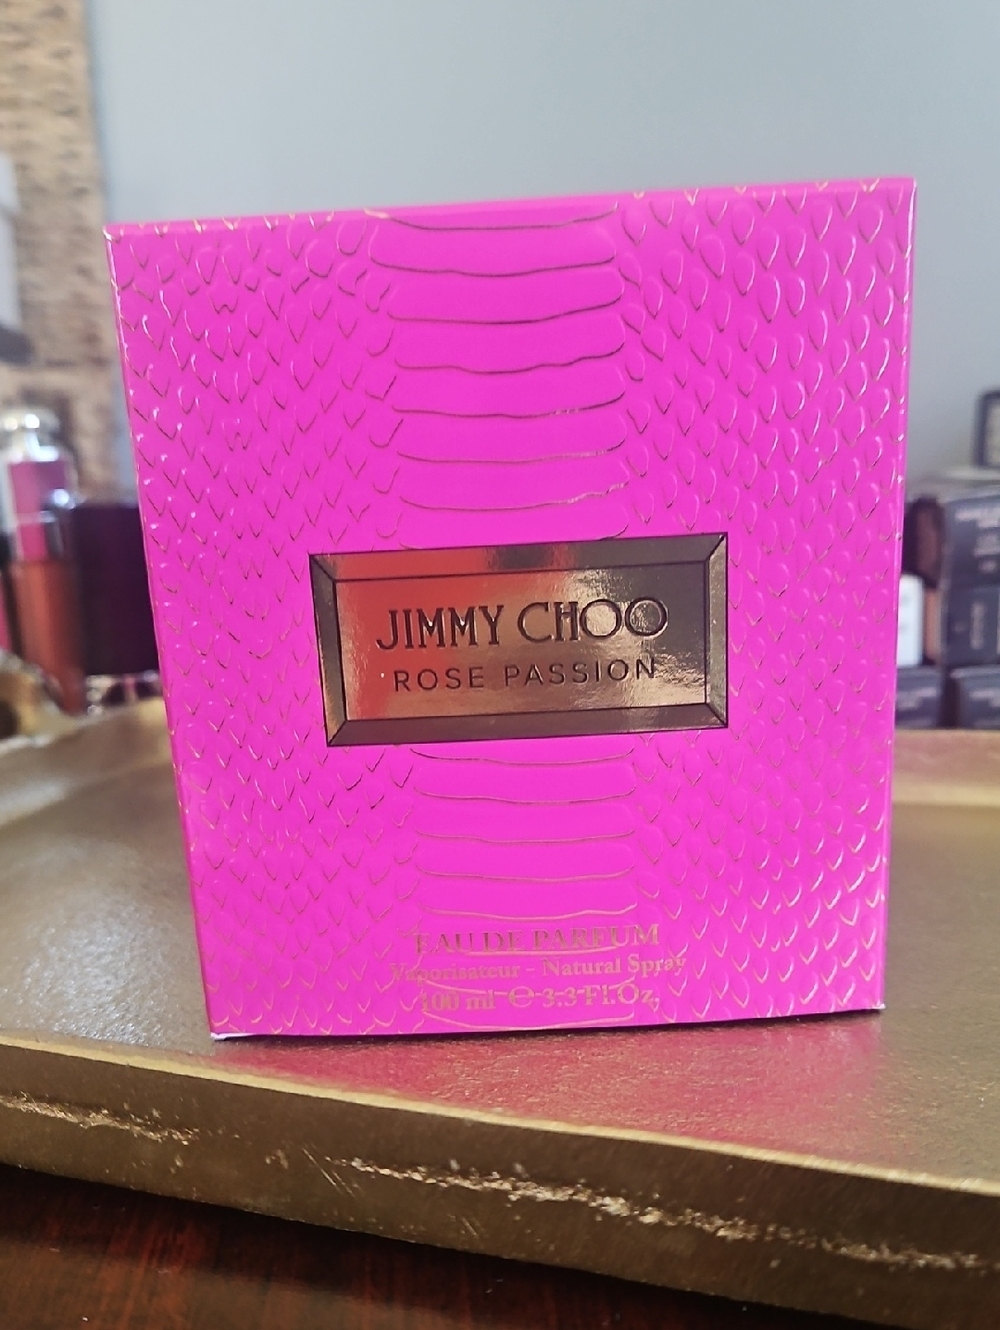 JIMMY CHOO
ROSE PASSION
EAU DE PARFUM
Vaporisateur - Natural Spray
100 ml ℮ 3.3 Fl.Oz.